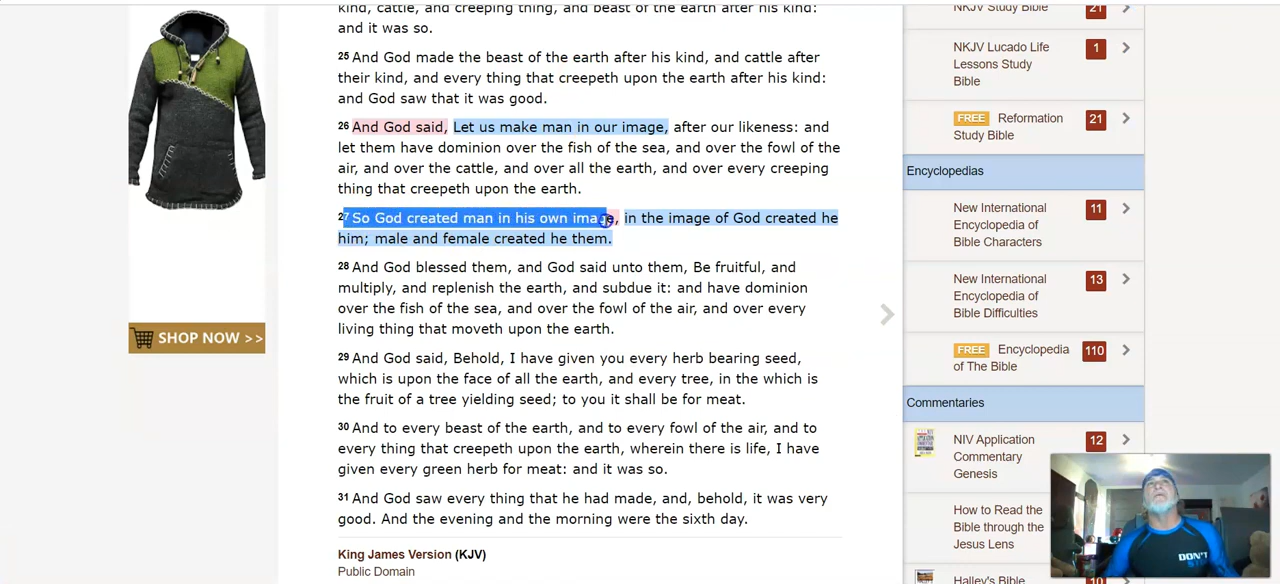 kind, cattle, and creeping thing, and beast of the earth after his kind:
and it was so.
25 And God made the beast of the earth after his kind, and cattle after
their kind, and every thing that creepeth upon the earth after his kind:
and God saw that it was good.
26 And God said, Let us make man in our image, after our likeness: and
let them have dominion over the fish of the sea, and over the fowl of the
air, and over the cattle, and over all the earth, and over every creeping
thing that creepeth upon the earth.
27 So God created man in his own image, in the image of God created he
him; male and female created he them.
28 And God blessed them, and God said unto them, Be fruitful, and
multiply, and replenish the earth, and subdue it: and have dominion
over the fish of the sea, and over the fowl of the air, and over every
living thing that moveth upon the earth.
29 And God said, Behold, I have given you every herb bearing seed,
which is upon the face of all the earth, and every tree, in the which is
the fruit of a tree yielding seed; to you it shall be for meat.
30 And to every beast of the earth, and to every fowl of the air, and to
every thing that creepeth upon the earth, wherein there is life, I have
given every green herb for meat: and it was so.
31 And God saw every thing that he had made, and, behold, it was very
good. And the evening and the morning were the sixth day.
King James Version (KJV)
Public Domain
SHOP NOW >>
NKJV Study Bible
21
NKJV Lucado Life
Lessons Study
Bible
1
FREE Reformation
Study Bible
21
Encyclopedias
New International
Encyclopedia of
Bible Characters
11
New International
Encyclopedia of
Bible Difficulties
13
FREE Encyclopedia
of The Bible
110
Commentaries
NIV Application
Commentary
Genesis
12
How to Read the
Bible through the
Jesus Lens
Halley's Bible
10
DON'T